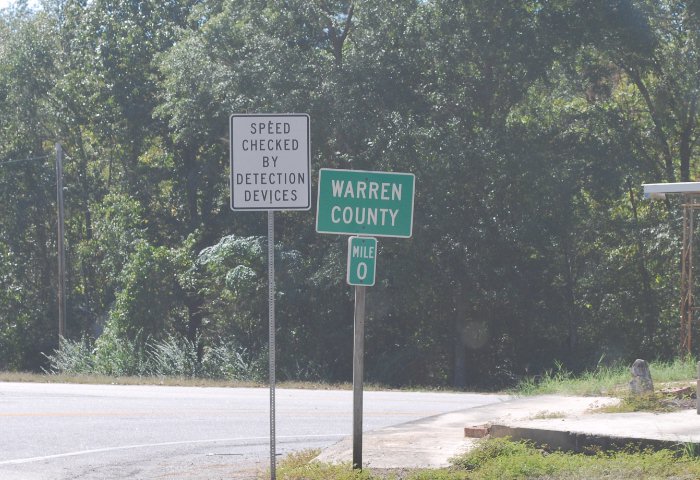 SPEED
CHECKED
BY
DETECTION
DEVICES
WARREN
COUNTY
MILE
0